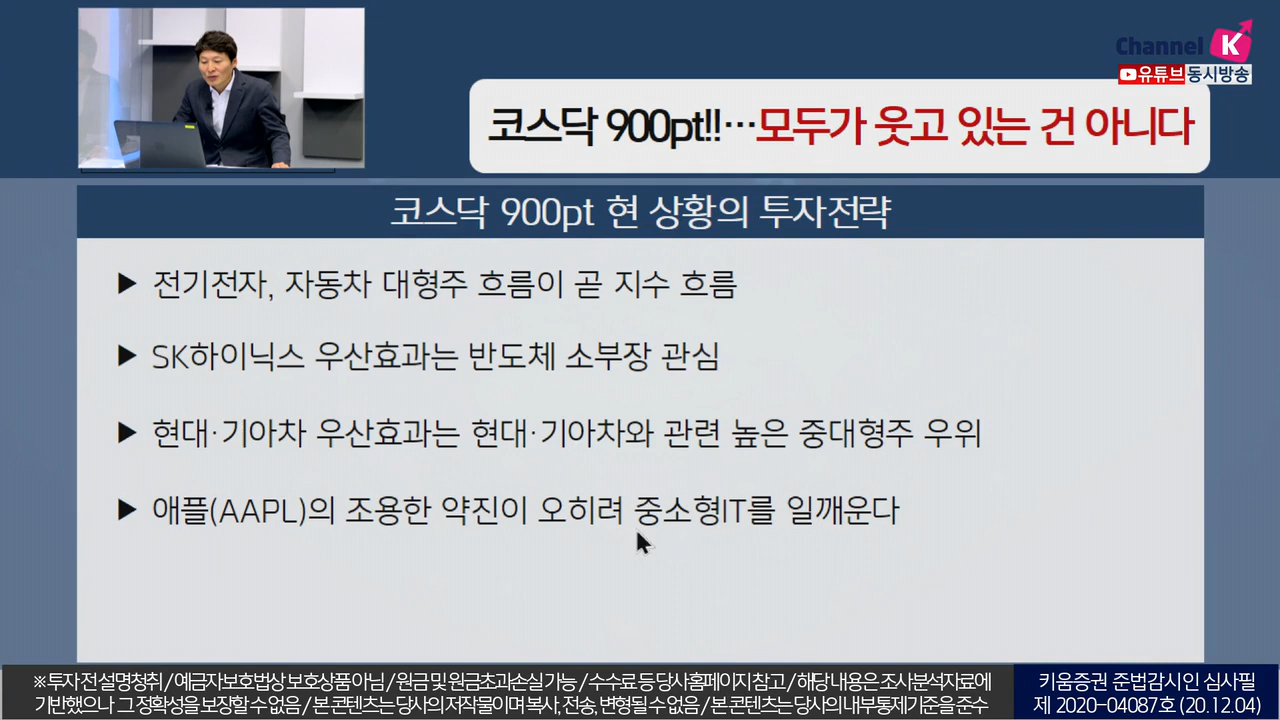 Channel K
유튜브동시방송
코스닥 900pt!!…모두가 웃고 있는 건 아니다
코스닥 900pt 현 상황의 투자전략
▶ 전기전자, 자동차 대형주 흐름이 곧 지수 흐름
▶ SK하이닉스 우산효과는 반도체 소부장 관심
▶ 현대·기아차 우산효과는 현대·기아차와 관련 높은 중대형주 우위
▶ 애플(AAPL)의 조용한 약진이 오히려 중소형IT를 일깨운다
※ 투자 전 설명청취 / 예금자보호법상 보호상품 아님 / 원금 및 원금초과손실 가능 / 수수료 등 당사홈페이지 참고 / 해당 내용은 조사분석자료에
기반했으나 그 정확성을 보장할 수 없음 / 본 콘텐츠는 당사의 저작물이며 복사, 전송, 변형될 수 없음 / 본 콘텐츠는 당사의 내부통제기준을 준수
키움증권 준법감시인 심사필
제 2020-04087호 (20.12.04)